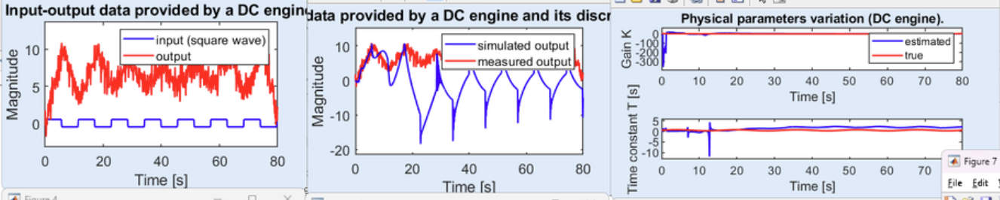 Input-output data provided by a DC engin
Magnitude
10
5
0
input (square wave)
output
0
20
40
60
80
Time [s]
data provided by a DC engine and its discr
Magnitude
10
0
-10
-20
simulated output
measured output
0
20
40
60
80
Time [s]
Physical parameters variation (DC engine).
Gain K
0
-100
-200
-300
estimated
true
0
10
20
30
40
50
60
70
80
Time [s]
Time constant T [s]
5
0
-5
-10
0
10
20
30
40
50
60
70
Time [s]
Figure 7
File Edit
Figure 4